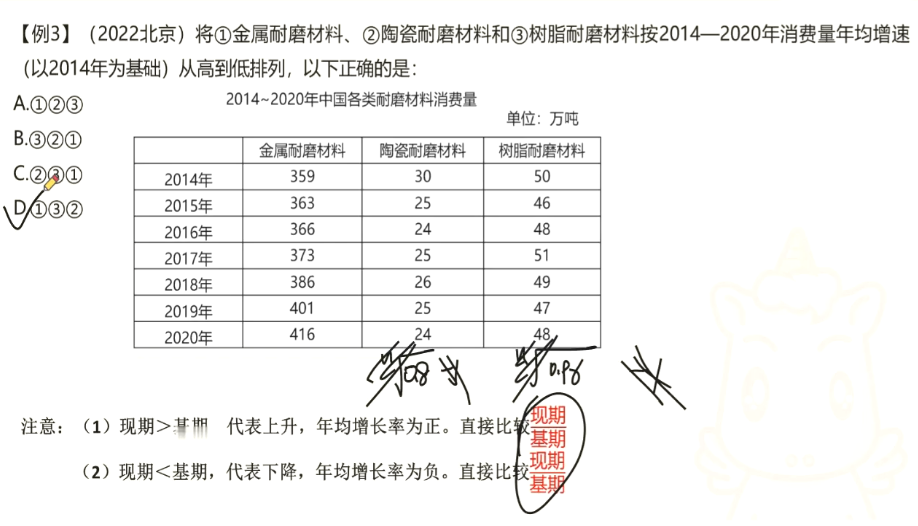 【例3】（2022北京）将①金属耐磨材料、②陶瓷耐磨材料和③树脂耐磨材料按2014—2020年消费量年均增速
（以2014年为基础）从高到低排列，以下正确的是：
A.①②③
B.③②①
C.②③①
D.①③②
2014~2020年中国各类耐磨材料消费量
单位：万吨
金属耐磨材料 陶瓷耐磨材料 树脂耐磨材料
2014年 359 30 50
2015年 363 25 46
2016年 366 24 48
2017年 373 25 51
2018年 386 26 49
2019年 401 25 47
2020年 416 24 48
0.8
0.96
注意：（1）现期＞基期 代表上升，年均增长率为正。直接比较现期/基期
（2）现期＜基期，代表下降，年均增长率为负。直接比较现期/基期